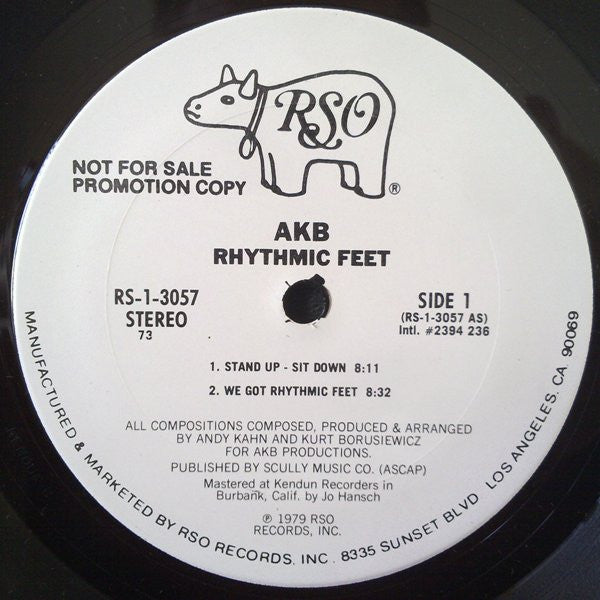 RSO
®
NOT FOR SALE
PROMOTION COPY
AKB
RHYTHMIC FEET
RS-1-3057
STEREO
73
SIDE 1
(RS-1-3057 AS)
Intl. #2394 236
1. STAND UP - SIT DOWN 8:11
2. WE GOT RHYTHMIC FEET 8:32
ALL COMPOSITIONS COMPOSED, PRODUCED & ARRANGED
BY ANDY KAHN AND KURT BORUSIEWICZ
FOR AKB PRODUCTIONS.
PUBLISHED BY SCULLY MUSIC CO. (ASCAP)
Mastered at Kendun Recorders in
Burbank, Calif. by Jo Hansch
℗ 1979 RSO
RECORDS, INC.
MANUFACTURED & MARKETED BY RSO RECORDS, INC. 8335 SUNSET BLVD LOS ANGELES, CA 90069